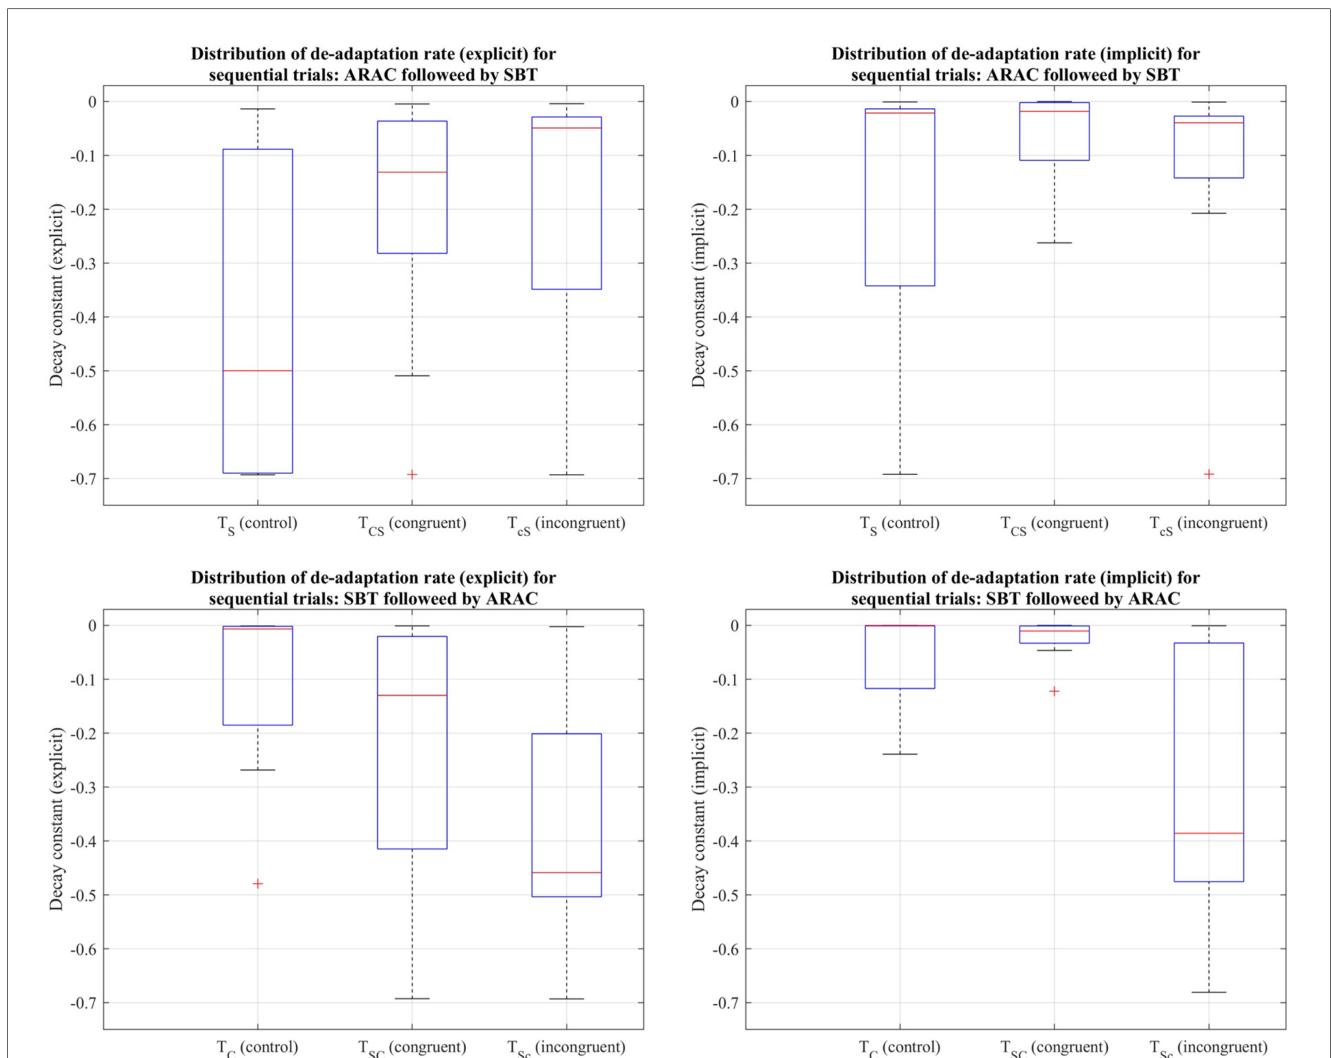 Distribution of de-adaptation rate (explicit) for
sequential trials: ARAC followeed by SBT
0
-0.1
-0.2
-0.3
-0.4
-0.5
-0.6
-0.7
Decay constant (explicit)
T_S (control)
T_CS (congruent)
T_cS (incongruent)
Distribution of de-adaptation rate (implicit) for
sequential trials: ARAC followeed by SBT
0
-0.1
-0.2
-0.3
-0.4
-0.5
-0.6
-0.7
Decay constant (implicit)
T_S (control)
T_CS (congruent)
T_cS (incongruent)
Distribution of de-adaptation rate (explicit) for
sequential trials: SBT followeed by ARAC
0
-0.1
-0.2
-0.3
-0.4
-0.5
-0.6
-0.7
Decay constant (explicit)
T_C (control)
T_SC (congruent)
T_Sc (incongruent)
Distribution of de-adaptation rate (implicit) for
sequential trials: SBT followeed by ARAC
0
-0.1
-0.2
-0.3
-0.4
-0.5
-0.6
-0.7
Decay constant (implicit)
T_C (control)
T_SC (congruent)
T_Sc (incongruent)